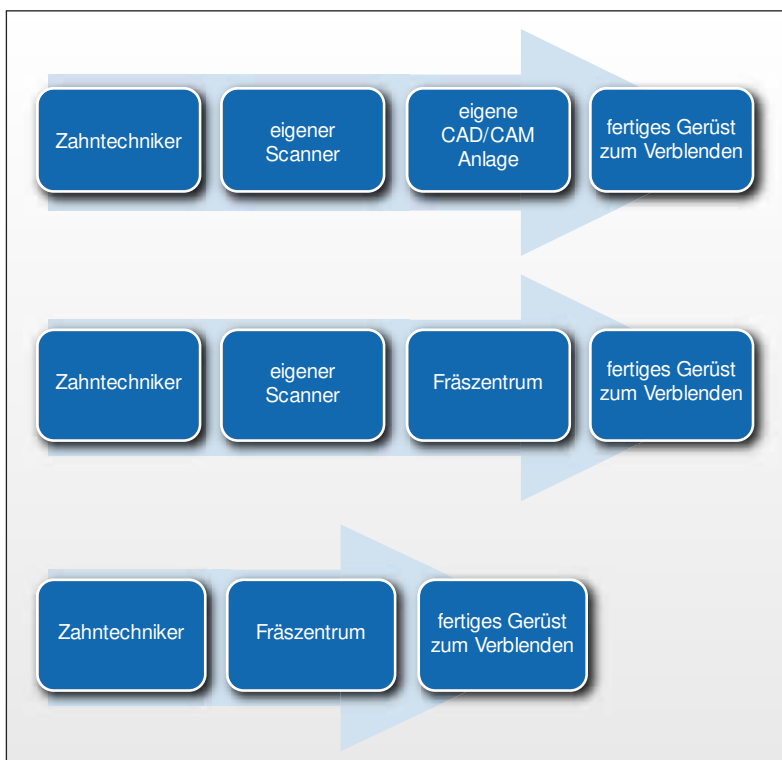 Zahntechniker
eigener
Scanner
eigene
CAD/CAM
Anlage
fertiges Gerüst
zum Verblenden
Zahntechniker
eigener
Scanner
Fräszentrum
fertiges Gerüst
zum Verblenden
Zahntechniker
Fräszentrum
fertiges Gerüst
zum Verblenden